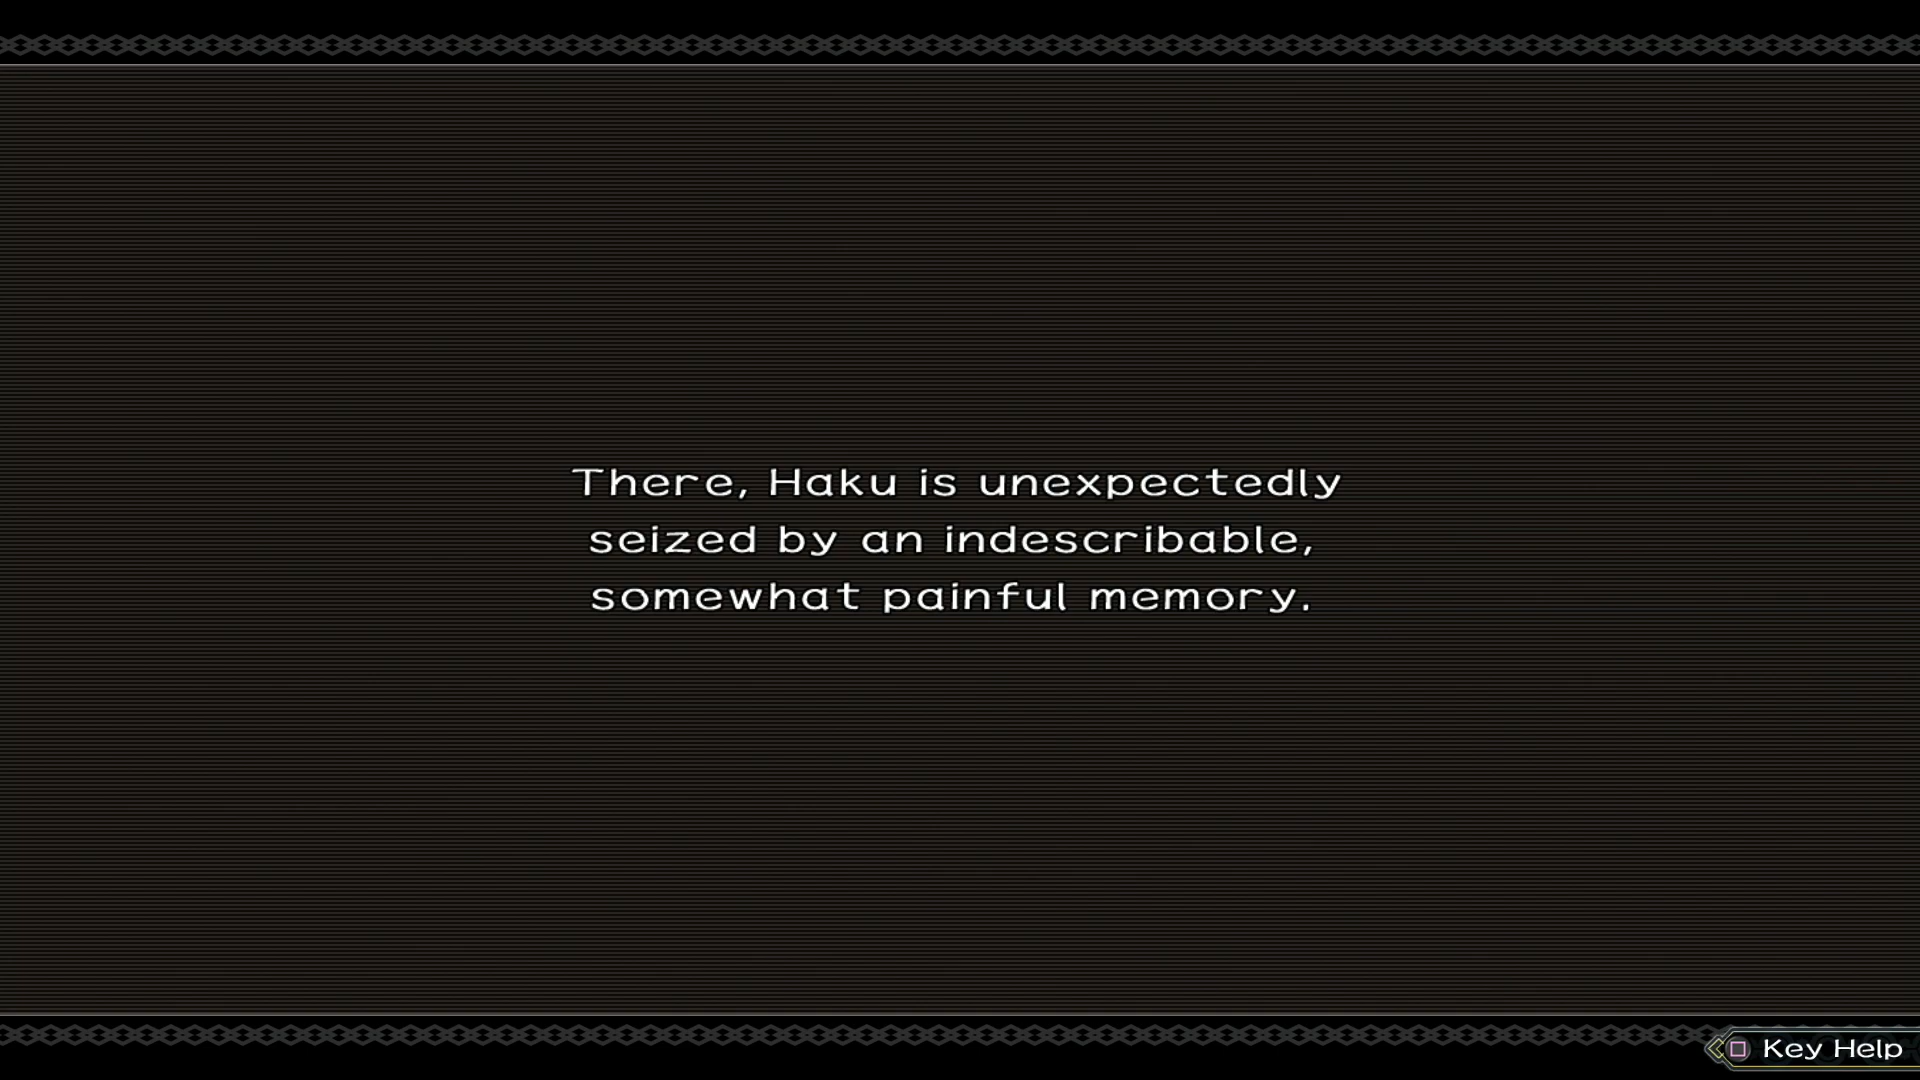 There, Haku is unexpectedly
seized by an indescribable,
somewhat painful memory.
Key Help